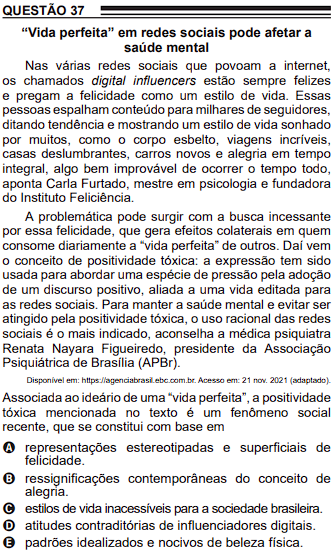 QUESTÃO 37
“Vida perfeita” em redes sociais pode afetar a
saúde mental
Nas várias redes sociais que povoam a internet,
os chamados digital influencers estão sempre felizes
e pregam a felicidade como um estilo de vida. Essas
pessoas espalham conteúdo para milhares de seguidores,
ditando tendência e mostrando um estilo de vida sonhado
por muitos, como o corpo esbelto, viagens incríveis,
casas deslumbrantes, carros novos e alegria em tempo
integral, algo bem improvável de ocorrer o tempo todo,
aponta Carla Furtado, mestre em psicologia e fundadora
do Instituto Feliciência.
A problemática pode surgir com a busca incessante
por essa felicidade, que gera efeitos colaterais em quem
consome diariamente a “vida perfeita” de outros. Daí vem
o conceito de positividade tóxica: a expressão tem sido
usada para abordar uma espécie de pressão pela adoção
de um discurso positivo, aliada a uma vida editada para
as redes sociais. Para manter a saúde mental e evitar ser
atingido pela positividade tóxica, o uso racional das redes
sociais é o mais indicado, aconselha a médica psiquiatra
Renata Nayara Figueiredo, presidente da Associação
Psiquiátrica de Brasília (APBr).
Disponível em: https://agenciabrasil.ebc.com.br. Acesso em: 21 nov. 2021 (adaptado).
Associada ao ideário de uma “vida perfeita”, a positividade
tóxica mencionada no texto é um fenômeno social
recente, que se constitui com base em
A representações estereotipadas e superficiais de
felicidade.
B ressignificações contemporâneas do conceito de
alegria.
C estilos de vida inacessíveis para a sociedade brasileira.
D atitudes contraditórias de influenciadores digitais.
E padrões idealizados e nocivos de beleza física.